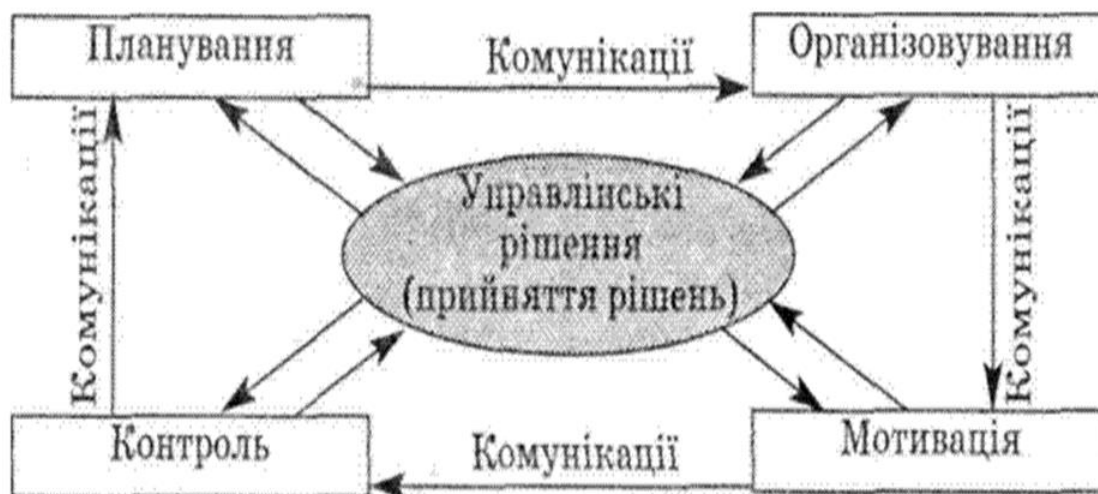 Планування
Комунікації
Організовування
Комунікації
Управлінські
рішення
(прийняття рішень)
Комунікації
Контроль
Комунікації
Мотивація